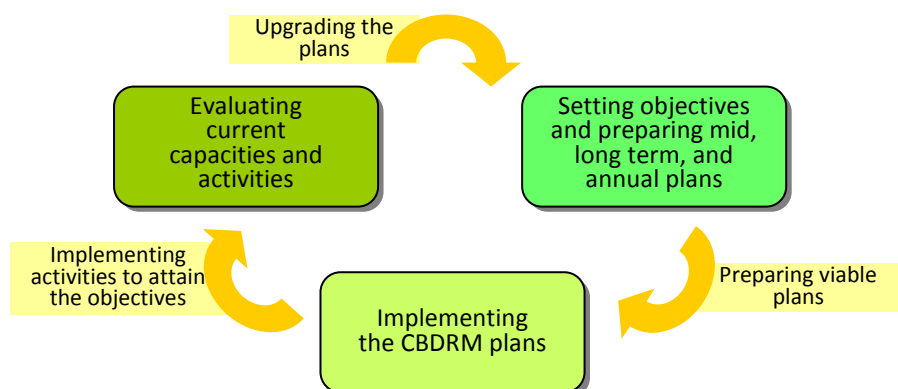 Upgrading the
plans
Evaluating
current
capacities and
activities
Setting objectives
and preparing mid,
long term, and
annual plans
Implementing
activities to attain
the objectives
Preparing viable
plans
Implementing
the CBDRM plans